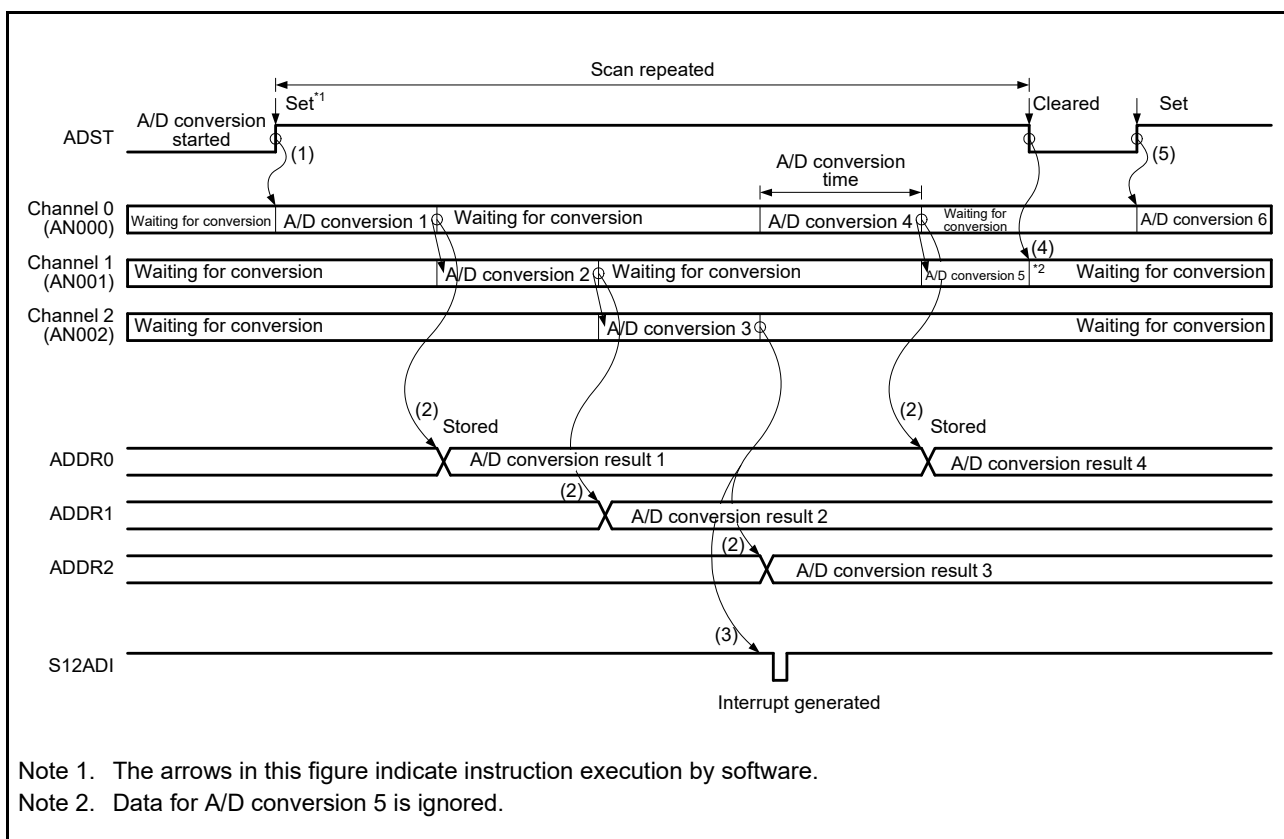 Scan repeated
Set*1
Cleared
Set
A/D conversion
started
ADST
(1)
(5)
A/D conversion
time
Channel 0
(AN000)
Waiting for conversion
A/D conversion 1
Waiting for conversion
A/D conversion 4
Waiting for
conversion
A/D conversion 6
(4)
Channel 1
(AN001)
Waiting for conversion
A/D conversion 2
Waiting for conversion
A/D conversion 5
*2
Waiting for conversion
Channel 2
(AN002)
Waiting for conversion
A/D conversion 3
Waiting for conversion
(2)
Stored
(2)
Stored
ADDR0
A/D conversion result 1
A/D conversion result 4
(2)
ADDR1
A/D conversion result 2
(2)
ADDR2
A/D conversion result 3
(3)
S12ADI
Interrupt generated
Note 1. The arrows in this figure indicate instruction execution by software.
Note 2. Data for A/D conversion 5 is ignored.